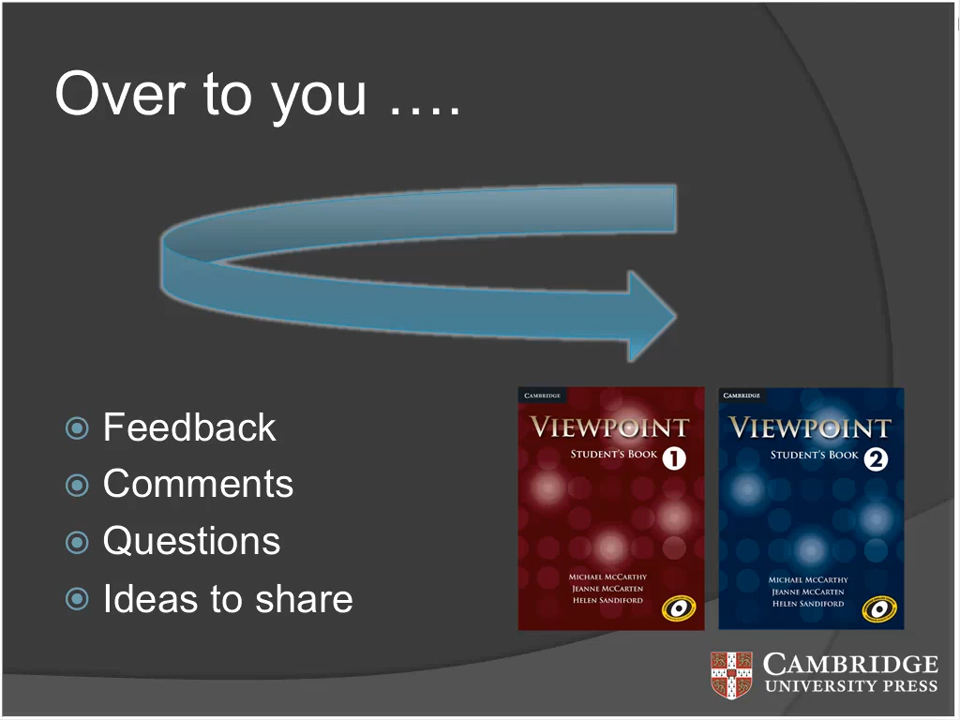 Over to you ….
Feedback
Comments
Questions
Ideas to share
CAMBRIDGE
VIEWPOINT
STUDENT'S BOOK 1
MICHAEL MCCARTHY
JEANNE MCCARTEN
HELEN SANDIFORD
CAMBRIDGE
VIEWPOINT
STUDENT'S BOOK 2
MICHAEL MCCARTHY
JEANNE MCCARTEN
HELEN SANDIFORD
CAMBRIDGE
UNIVERSITY PRESS